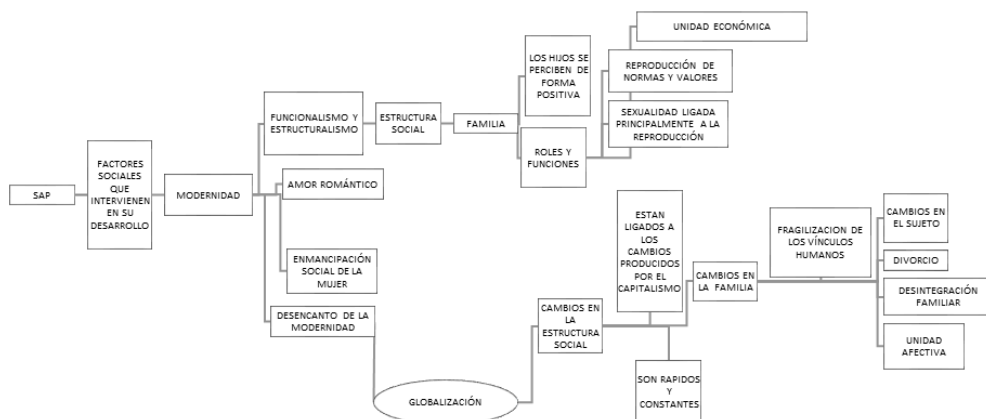 SAP
FACTORES
SOCIALES
QUE
INTERVIENEN
EN SU
DESARROLLO
MODERNIDAD
FUNCIONALISMO Y
ESTRUCTURALISMO
ESTRUCTURA
SOCIAL
FAMILIA
LOS HIJOS SE
PERCIBEN DE
FORMA
POSITIVA
ROLES Y
FUNCIONES
UNIDAD ECONÓMICA
REPRODUCCIÓN DE
NORMAS Y VALORES
SEXUALIDAD LIGADA
PRINCIPALMENTE A LA
REPRODUCCIÓN
AMOR ROMÁNTICO
ENMANCIPACIÓN
SOCIAL DE LA
MUJER
DESENCANTO DE LA
MODERNIDAD
GLOBALIZACIÓN
CAMBIOS EN
LA
ESTRUCTURA
SOCIAL
ESTAN
LIGADOS A
LOS
CAMBIOS
PRODUCIDOS
POR EL
CAPITALISMO
SON RAPIDOS
Y
CONSTANTES
CAMBIOS EN
LA FAMILIA
FRAGILIZACION DE
LOS VÍNCULOS
HUMANOS
CAMBIOS EN
EL SUJETO
DIVORCIO
DESINTEGRACIÓN
FAMILIAR
UNIDAD
AFECTIVA